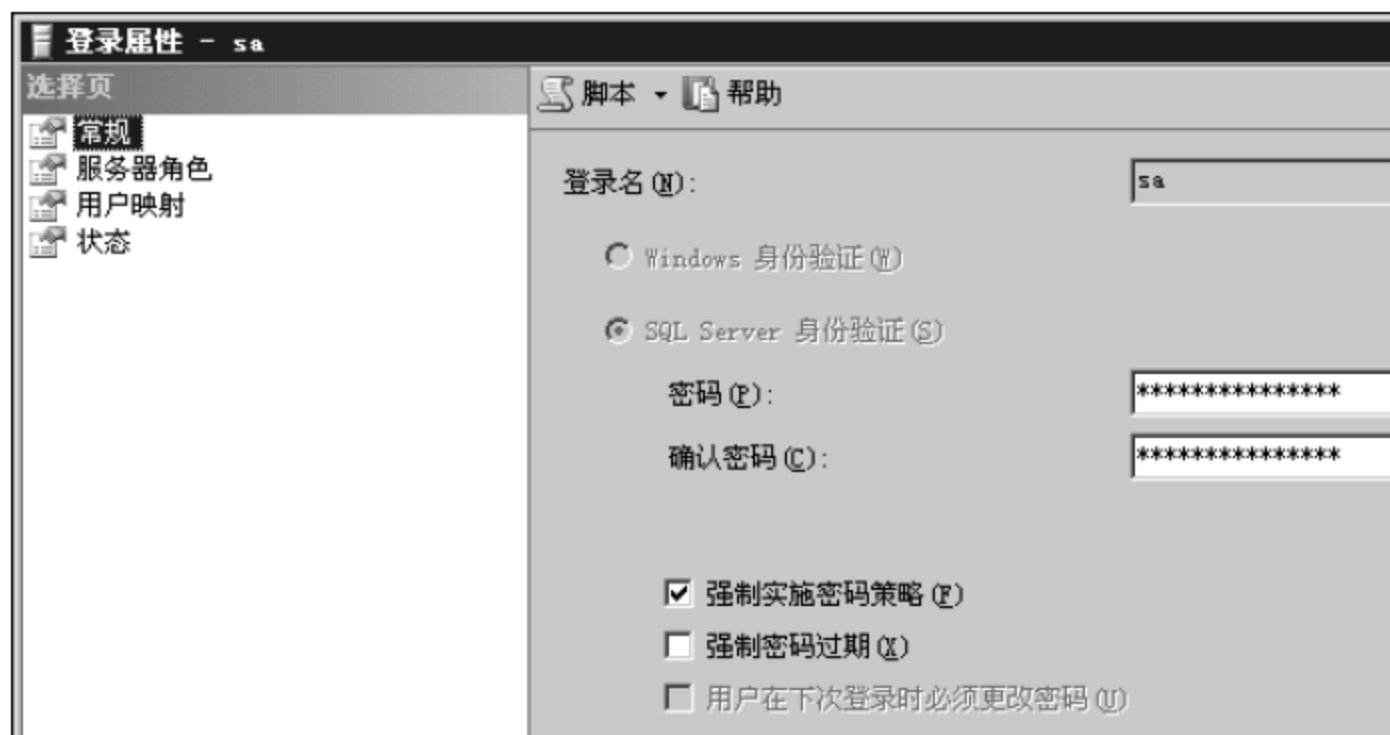 登录属性 - sa
选择页
常规
服务器角色
用户映射
状态
脚本 帮助
登录名(N): sa
Windows 身份验证(W)
SQL Server 身份验证(S)
密码(P): ***************
确认密码(C): ***************
强制实施密码策略(F)
强制密码过期(X)
用户在下次登录时必须更改密码(U)